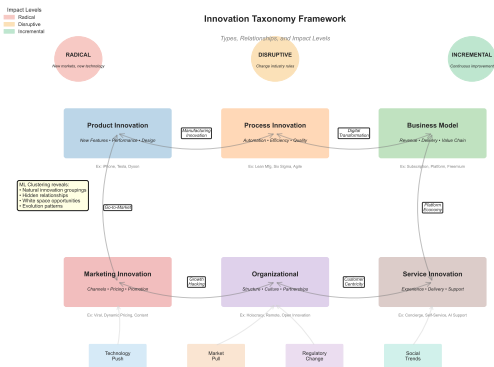 Impact Levels
Radical
Disruptive
Incremental
Innovation Taxonomy Framework
Types, Relationships, and Impact Levels
RADICAL
New markets, new technology
DISRUPTIVE
Change industry rules
INCREMENTAL
Continuous improvement
Product Innovation
New Features • Performance • Design
Ex: iPhone, Tesla, Dyson
Manufacturing
Innovation
Process Innovation
Automation • Efficiency • Quality
Ex: Lean Mfg, Six Sigma, Agile
Digital
Transformation
Business Model
Revenue • Delivery • Value Chain
Ex: Subscription, Platform, Freemium
ML Clustering reveals:
• Natural innovation groupings
• Hidden relationships
• White space opportunities
• Evolution patterns
Go-to-Market
Platform
Economy
Marketing Innovation
Channels • Pricing • Promotion
Ex: Viral, Dynamic Pricing, Content
Growth
Hacking
Organizational
Structure • Culture • Partnerships
Ex: Holacracy, Remote, Open Innovation
Customer
Centricity
Service Innovation
Experience • Delivery • Support
Ex: Concierge, Self-Service, AI Support
Technology
Push
Market
Pull
Regulatory
Change
Social
Trends